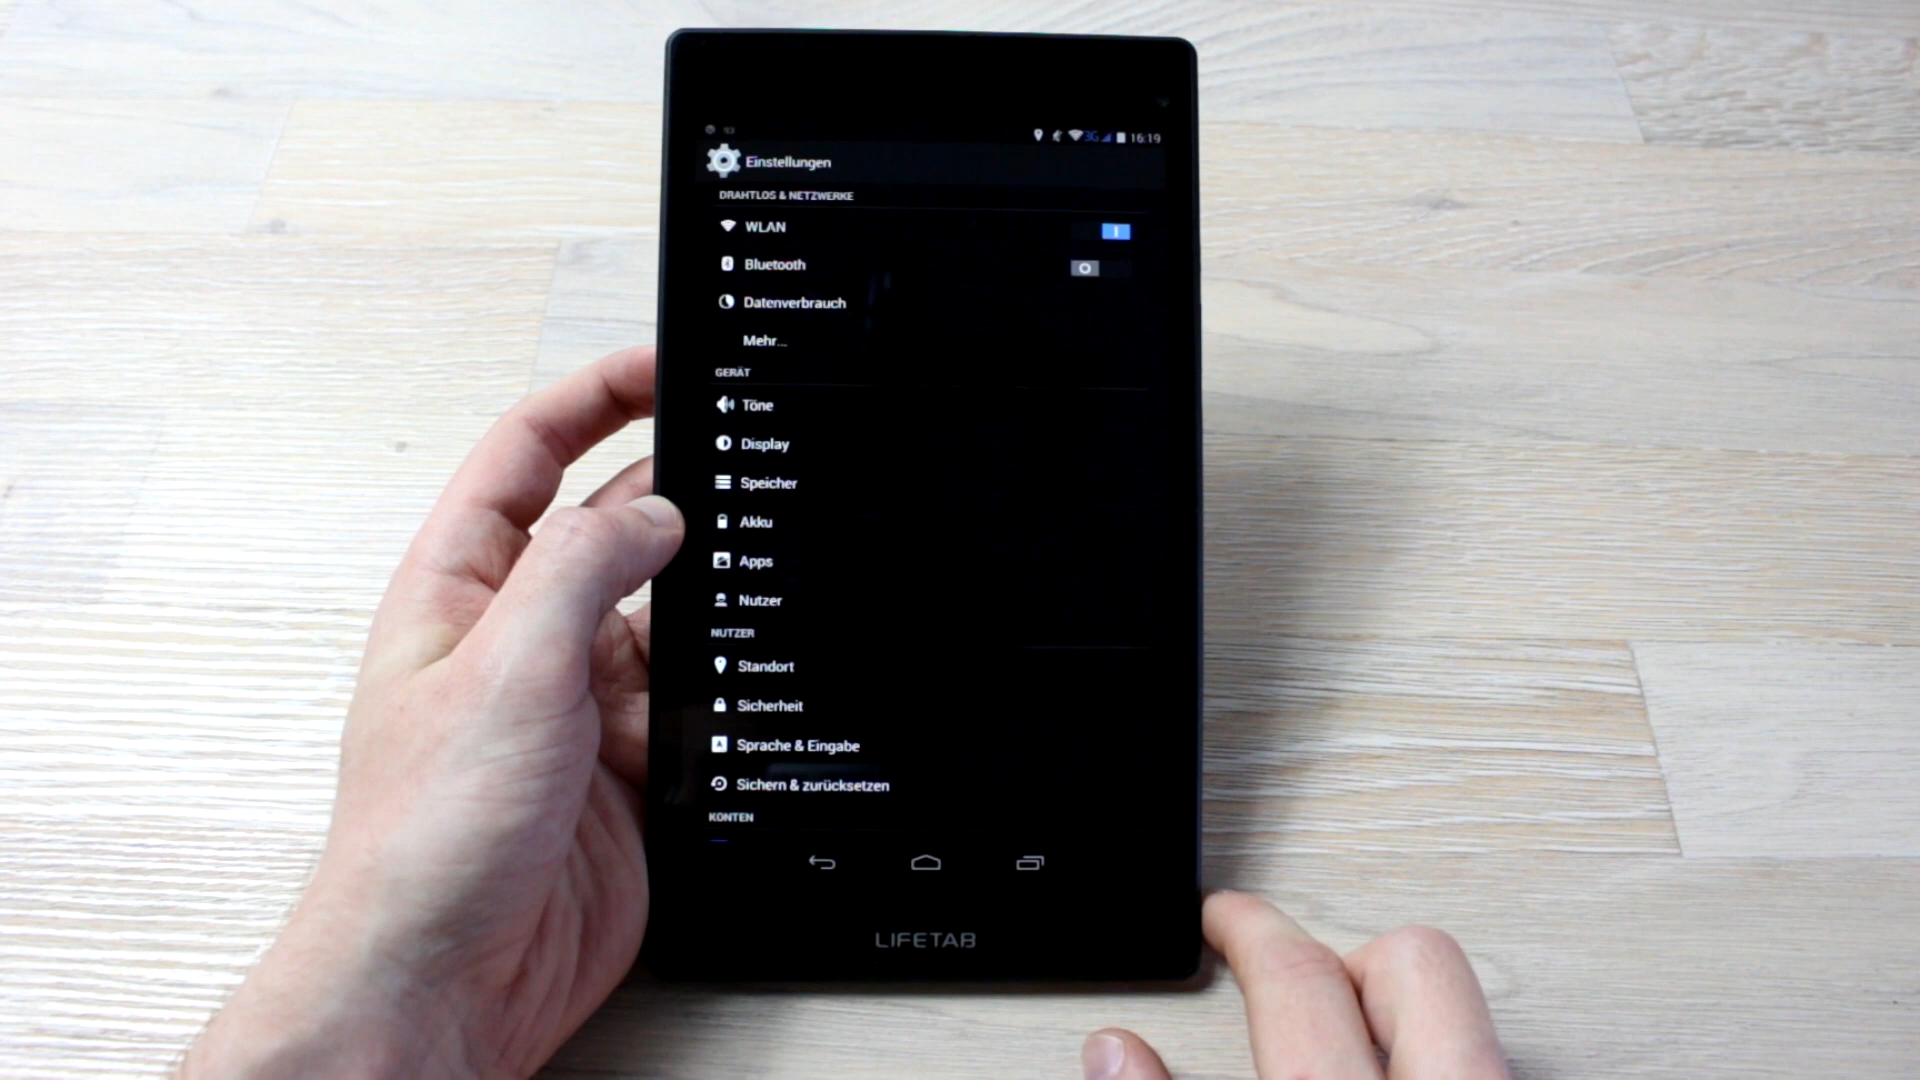 3G 16:19
Einstellungen
DRAHTLOS & NETZWERKE
WLAN
Bluetooth
Datenverbrauch
Mehr...
GERÄT
Töne
Display
Speicher
Akku
Apps
Nutzer
NUTZER
Standort
Sicherheit
Sprache & Eingabe
Sichern & zurücksetzen
KONTEN
LIFETAB